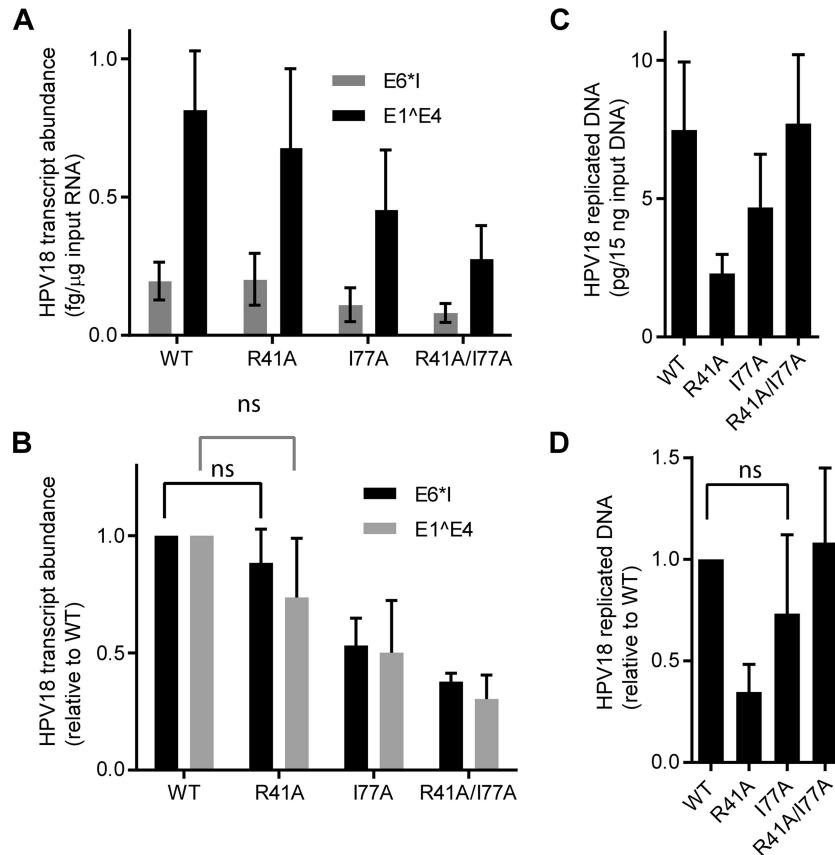 A
HPV18 transcript abundance
(fg/μg input RNA)
1.0
0.5
0.0
E6*I
E1^E4
WT
R41A
I77A
R41A/I77A
C
HPV18 replicated DNA
(pg/15 ng input DNA)
10
5
0
WT
R41A
I77A
R41A/I77A
B
HPV18 transcript abundance
(relative to WT)
1.0
0.5
0.0
ns
ns
E6*I
E1^E4
WT
R41A
I77A
R41A/I77A
D
HPV18 replicated DNA
(relative to WT)
1.5
1.0
0.5
0.0
ns
WT
R41A
I77A
R41A/I77A